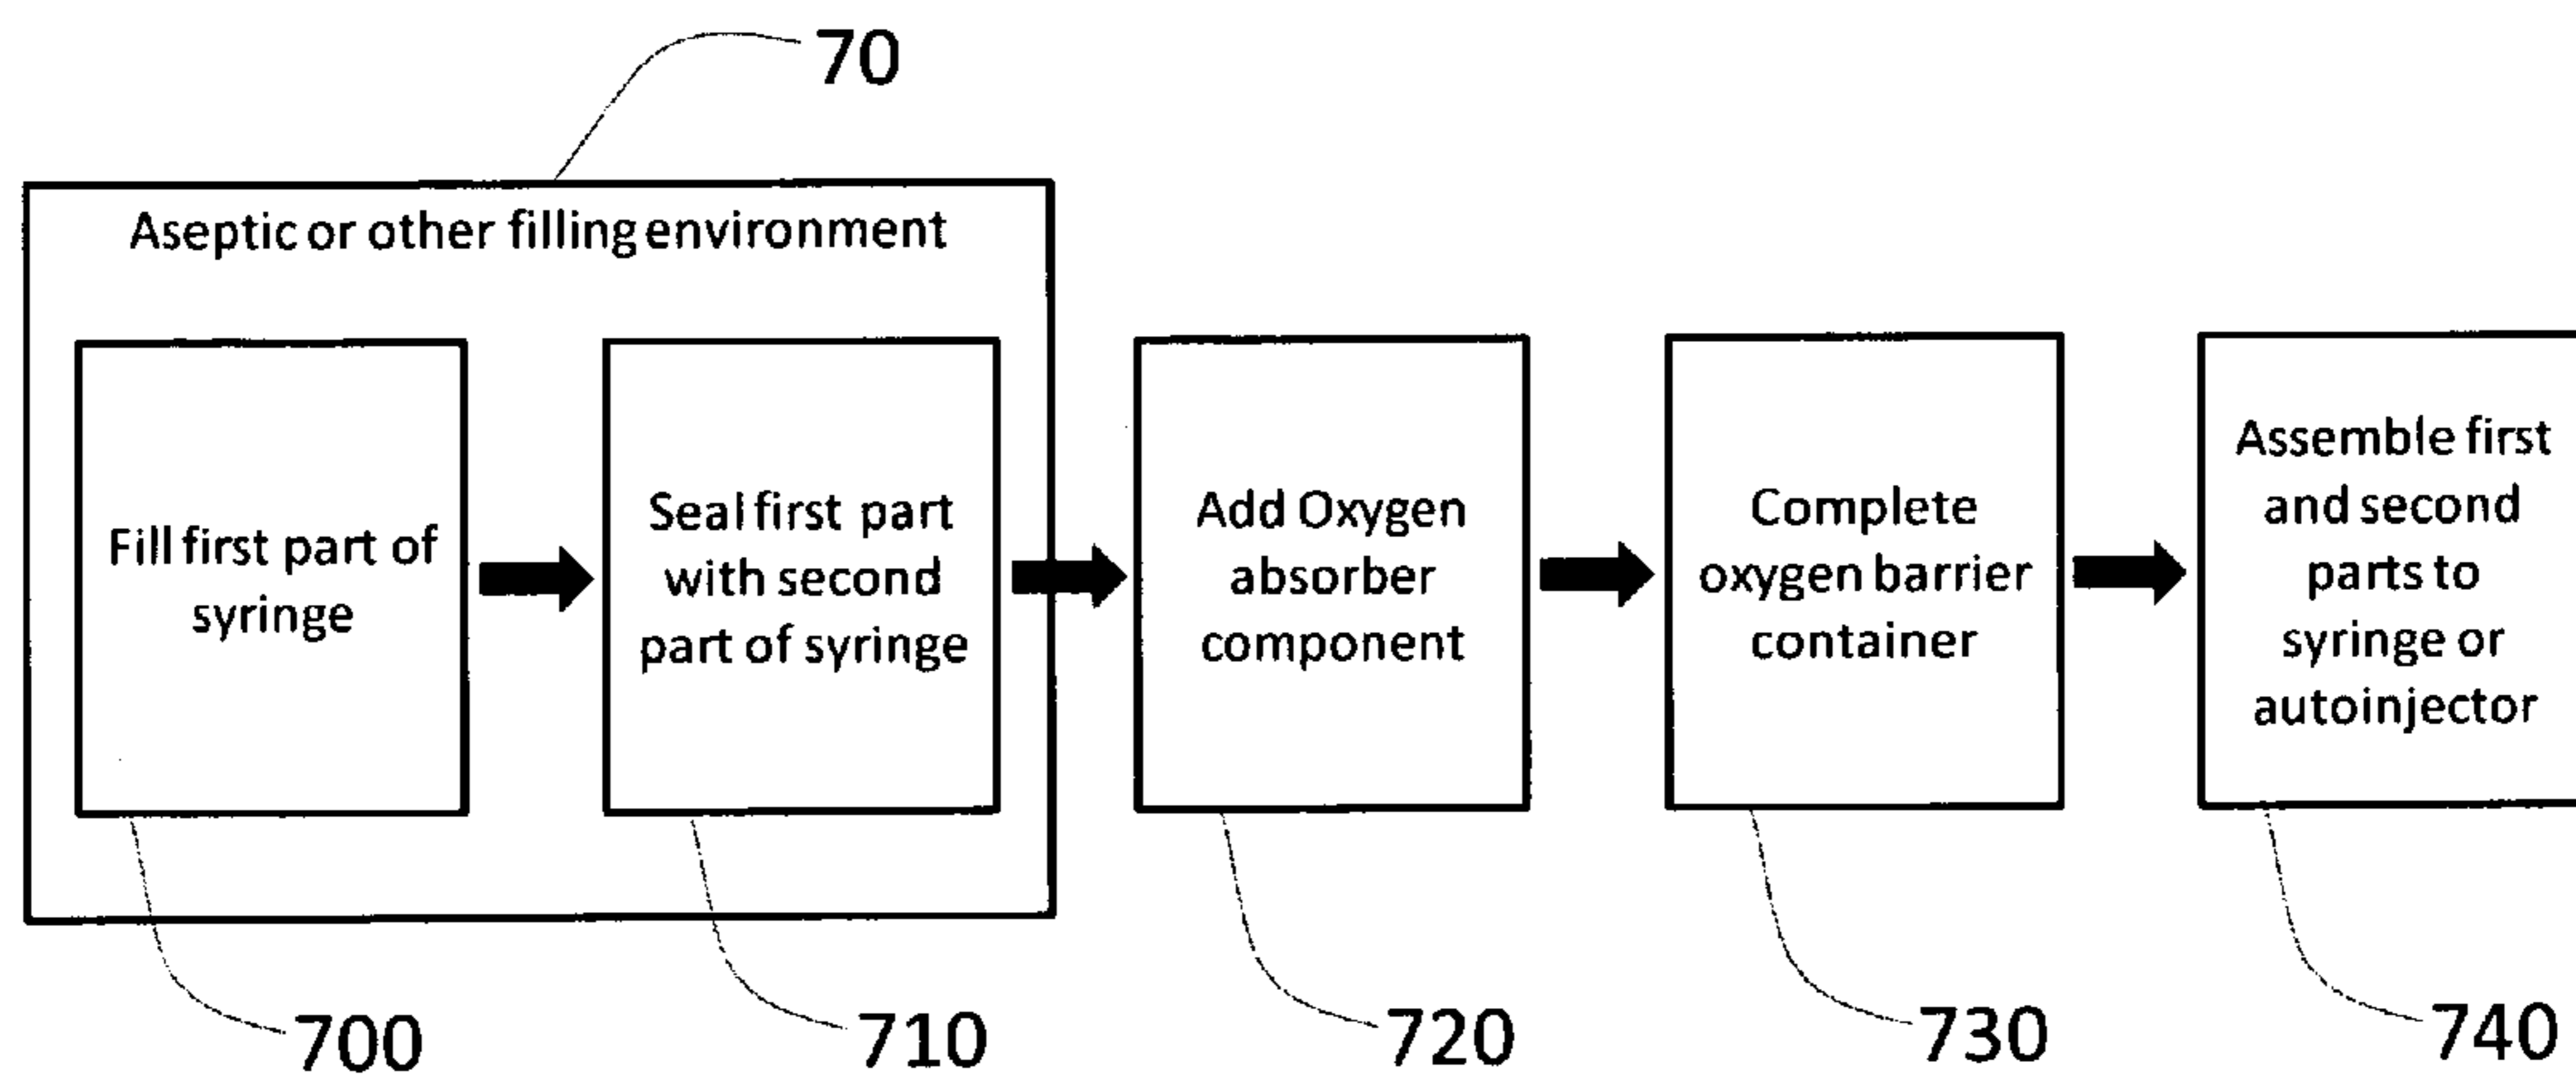 70
Aseptic or other filling environment
Fill first part of
syringe
Seal first part
with second
part of syringe
Add Oxygen
absorber
component
Complete
oxygen barrier
container
Assemble first
and second
parts to
syringe or
autoinjector
700
710
720
730
740